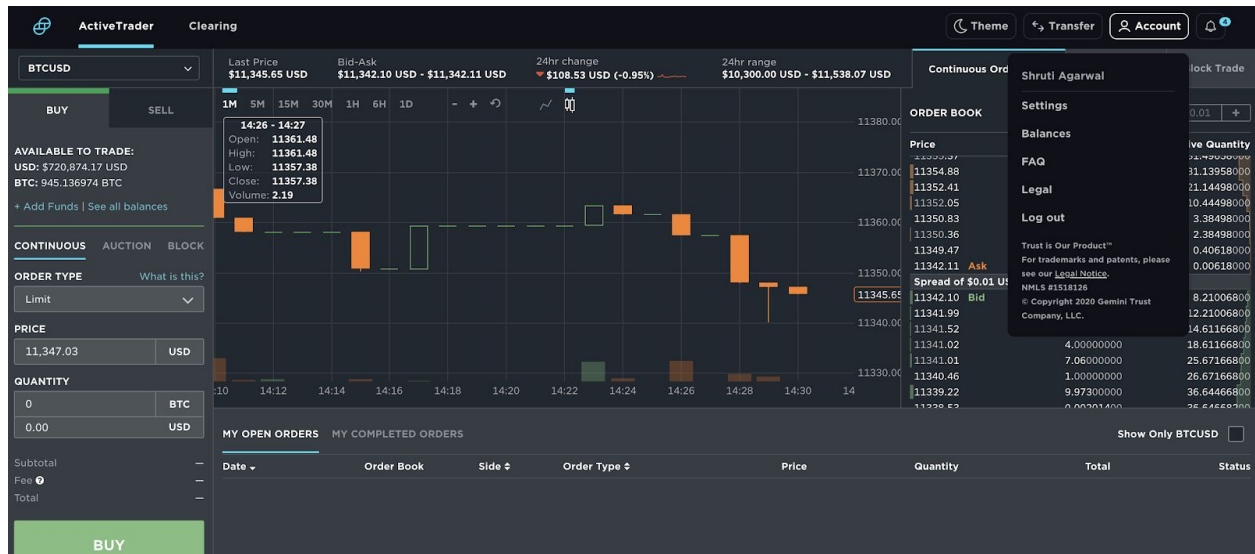 ActiveTrader Clearing Theme Transfer Account 4
BTCUSD
Last Price Bid-Ask 24hr change 24hr range
$11,345.65 USD $11,342.10 USD - $11,342.11 USD $108.53 USD (-0.95%) $10,300.00 USD - $11,538.07 USD
Continuous Ord lock Trade
BUY SELL
AVAILABLE TO TRADE:
USD: $720,874.17 USD
BTC: 945.136974 BTC
+ Add Funds | See all balances
CONTINUOUS AUCTION BLOCK
ORDER TYPE What is this?
Limit
PRICE
11,347.03 USD
QUANTITY
0 BTC
0.00 USD
Subtotal —
Fee ? —
Total —
BUY
1M 5M 15M 30M 1H 6H 1D - +
14:26 - 14:27
Open: 11361.48
High: 11361.48
Low: 11357.38
Close: 11357.38
Volume: 2.19
11380.00
11370.00
11360.00
11350.00
11345.65
11340.00
11330.00
:10 14:12 14:14 14:16 14:18 14:20 14:22 14:24 14:26 14:28 14:30 14
ORDER BOOK 0.01 +
Price ive Quantity
11354.88 31.13958000
11352.41 21.14498000
11352.05 10.44498000
11350.83 3.38498000
11350.36 2.38498000
11349.47 0.40618000
11342.11 Ask 0.00618000
Spread of $0.01 US
11342.10 Bid 8.21006800
11341.99 12.21006800
11341.52 14.61166800
11341.02 4.00000000 18.61166800
11341.01 7.06000000 25.67166800
11340.46 1.00000000 26.67166800
11339.22 9.97300000 36.64466800
Shruti Agarwal
Settings
Balances
FAQ
Legal
Log out
Trust is Our Product™
For trademarks and patents, please
see our Legal Notice.
NMLS #1518126
© Copyright 2020 Gemini Trust
Company, LLC.
MY OPEN ORDERS MY COMPLETED ORDERS Show Only BTCUSD
Date Order Book Side Order Type Price Quantity Total Status